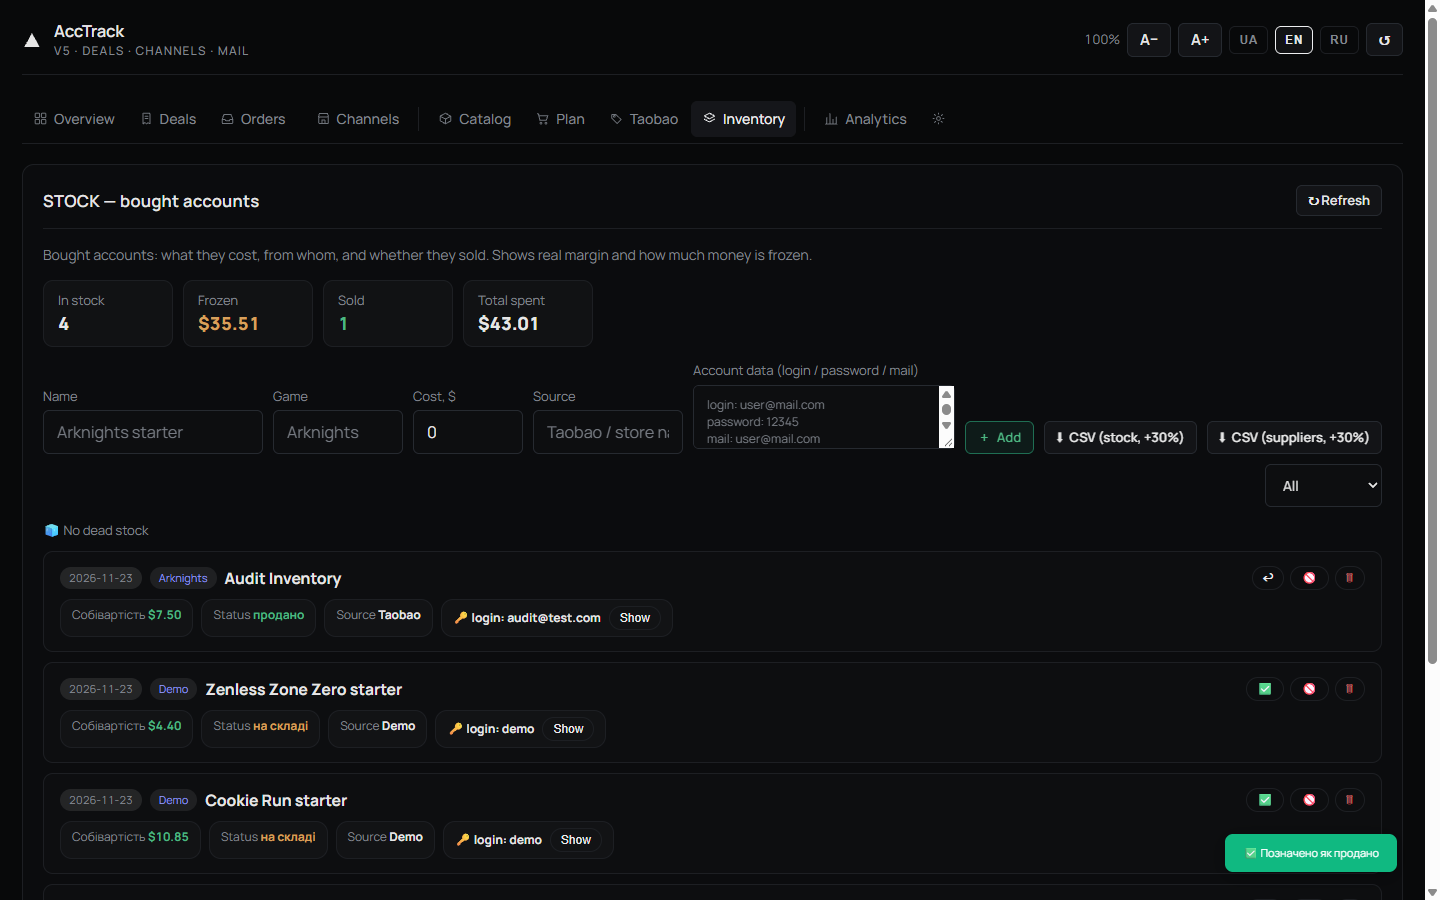 AccTrack
V5 · DEALS · CHANNELS · MAIL
100%
A−
A+
UA
EN
RU
↺
Overview
Deals
Orders
Channels
Catalog
Plan
Taobao
Inventory
Analytics
STOCK — bought accounts
↻ Refresh
Bought accounts: what they cost, from whom, and whether they sold. Shows real margin and how much money is frozen.
In stock
4
Frozen
$35.51
Sold
1
Total spent
$43.01
Name
Arknights starter
Game
Arknights
Cost, $
0
Source
Taobao / store
Account data (login / password / mail)
login: user@mail.com
password: 12345
mail: user@mail.com
+ Add
⬇ CSV (stock, +30%)
⬇ CSV (suppliers, +30%)
All
🧊 No dead stock
2026-11-23
Arknights
Audit Inventory
Собівартість $7.50
Status продано
Source Taobao
🔑 login: audit@test.com
Show
2026-11-23
Demo
Zenless Zone Zero starter
Собівартість $4.40
Status на складі
Source Demo
🔑 login: demo
Show
2026-11-23
Demo
Cookie Run starter
Собівартість $10.85
Status на складі
Source Demo
🔑 login: demo
Show
✅ Позначено як продано